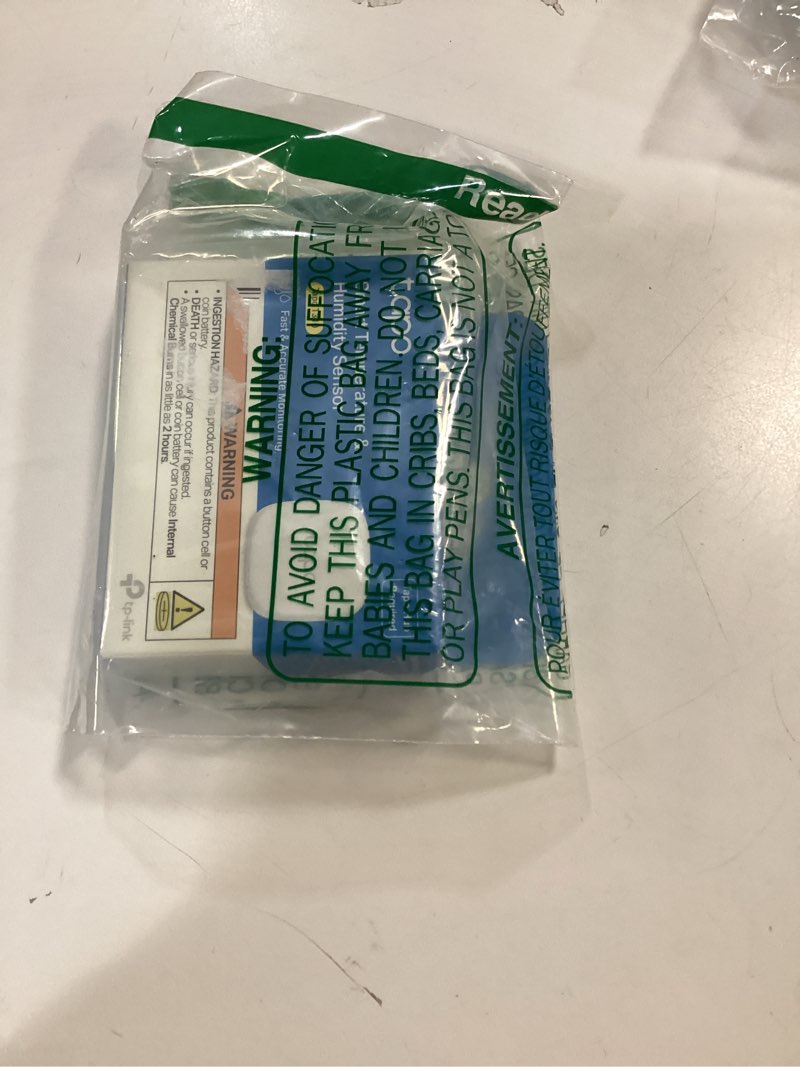 Read
WARNING:
TO AVOID DANGER OF SUFFOCATI
KEEP THIS PLASTIC BAG AWAY FR
BABIES AND CHILDREN. DO NOT
THIS BAG IN CRIBS, BEDS, CARRIAG
OR PLAY PENS. THIS BAG IS NOT A TO
AVERTISSEMENT:
POUR ÉVITER TOUT RISQUE DÉTOU
tapo
Humidity Sensor
Fast & Accurate Monitoring
WARNING
• INGESTION HAZARD: This product contains a button cell or
coin battery.
• DEATH or serious injury can occur if ingested.
• A swallowed button cell or coin battery can cause Internal
Chemical Burns in as little as 2 hours.
tp-link